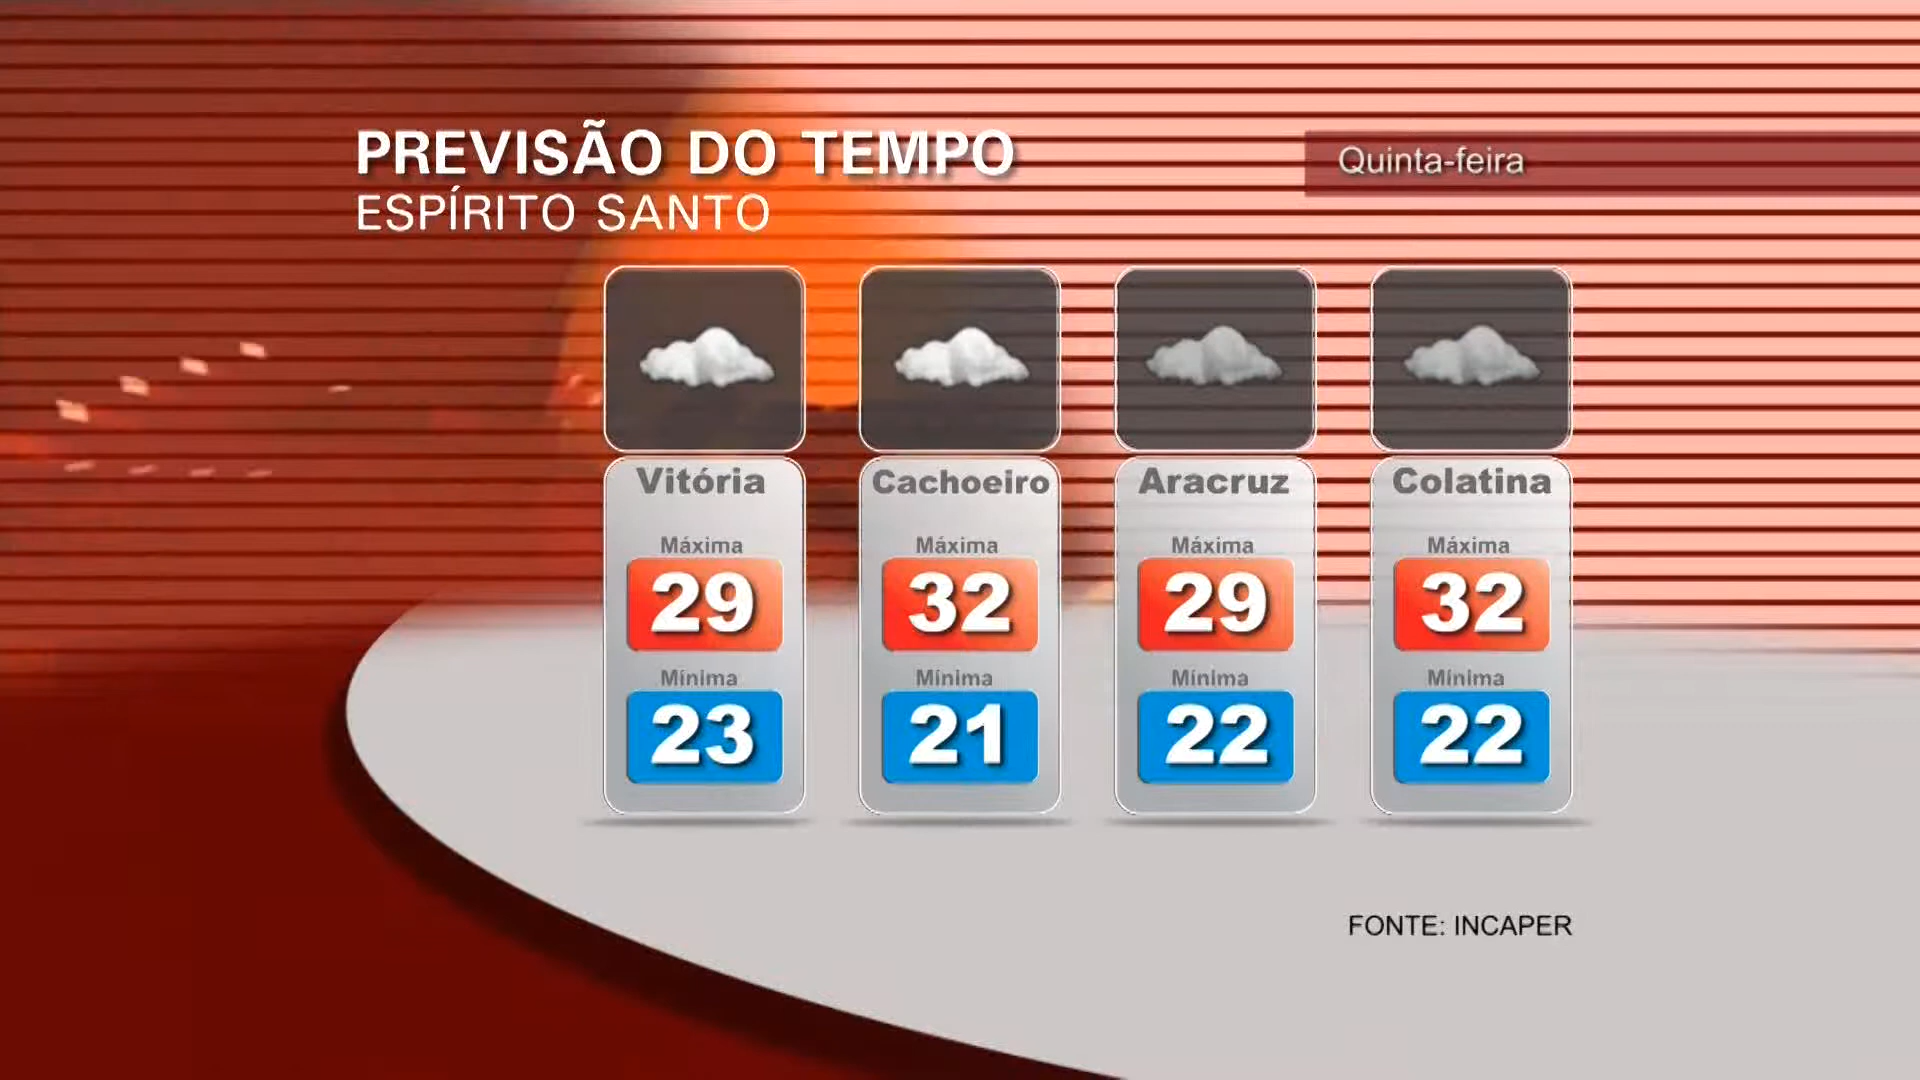 PREVISÃO DO TEMPO
ESPÍRITO SANTO
Quinta-feira
Vitória
Máxima
29
Mínima
23
Cachoeiro
Máxima
32
Mínima
21
Aracruz
Máxima
29
Mínima
22
Colatina
Máxima
32
Mínima
22
FONTE: INCAPER